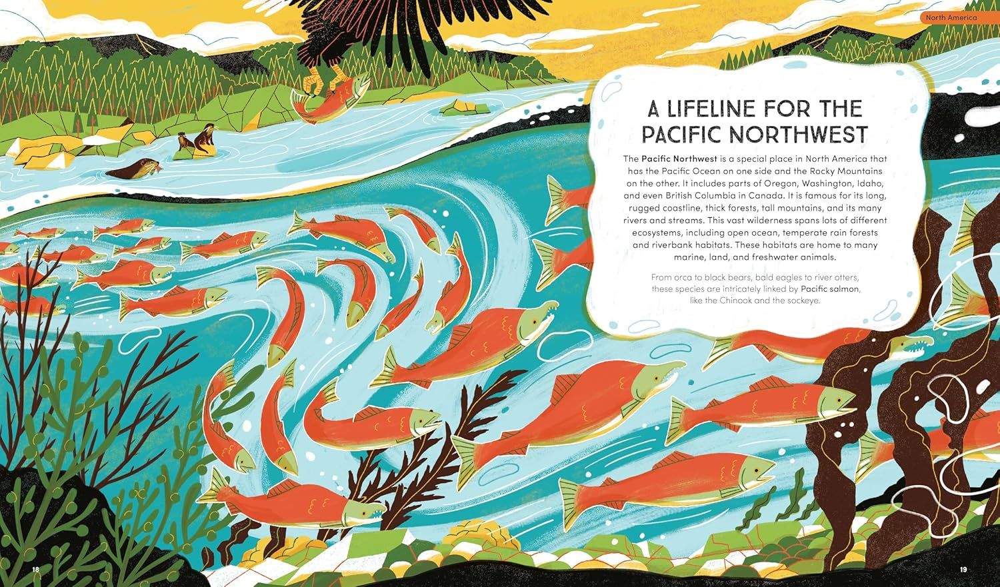 North America
A LIFELINE FOR THE
PACIFIC NORTHWEST
The Pacific Northwest is a special place in North America that
has the Pacific Ocean on one side and the Rocky Mountains
on the other. It includes parts of Oregon, Washington, Idaho,
and even British Columbia in Canada. It is famous for its long,
rugged coastline, thick forests, tall mountains, and its many
rivers and streams. This vast wilderness spans lots of different
ecosystems, including open ocean, temperate rain forests
and riverbank habitats. These habitats are home to many
marine, land, and freshwater animals.
From orca to black bears, bald eagles to river otters,
these species are intricately linked by Pacific salmon,
like the Chinook and the sockeye.
18
19